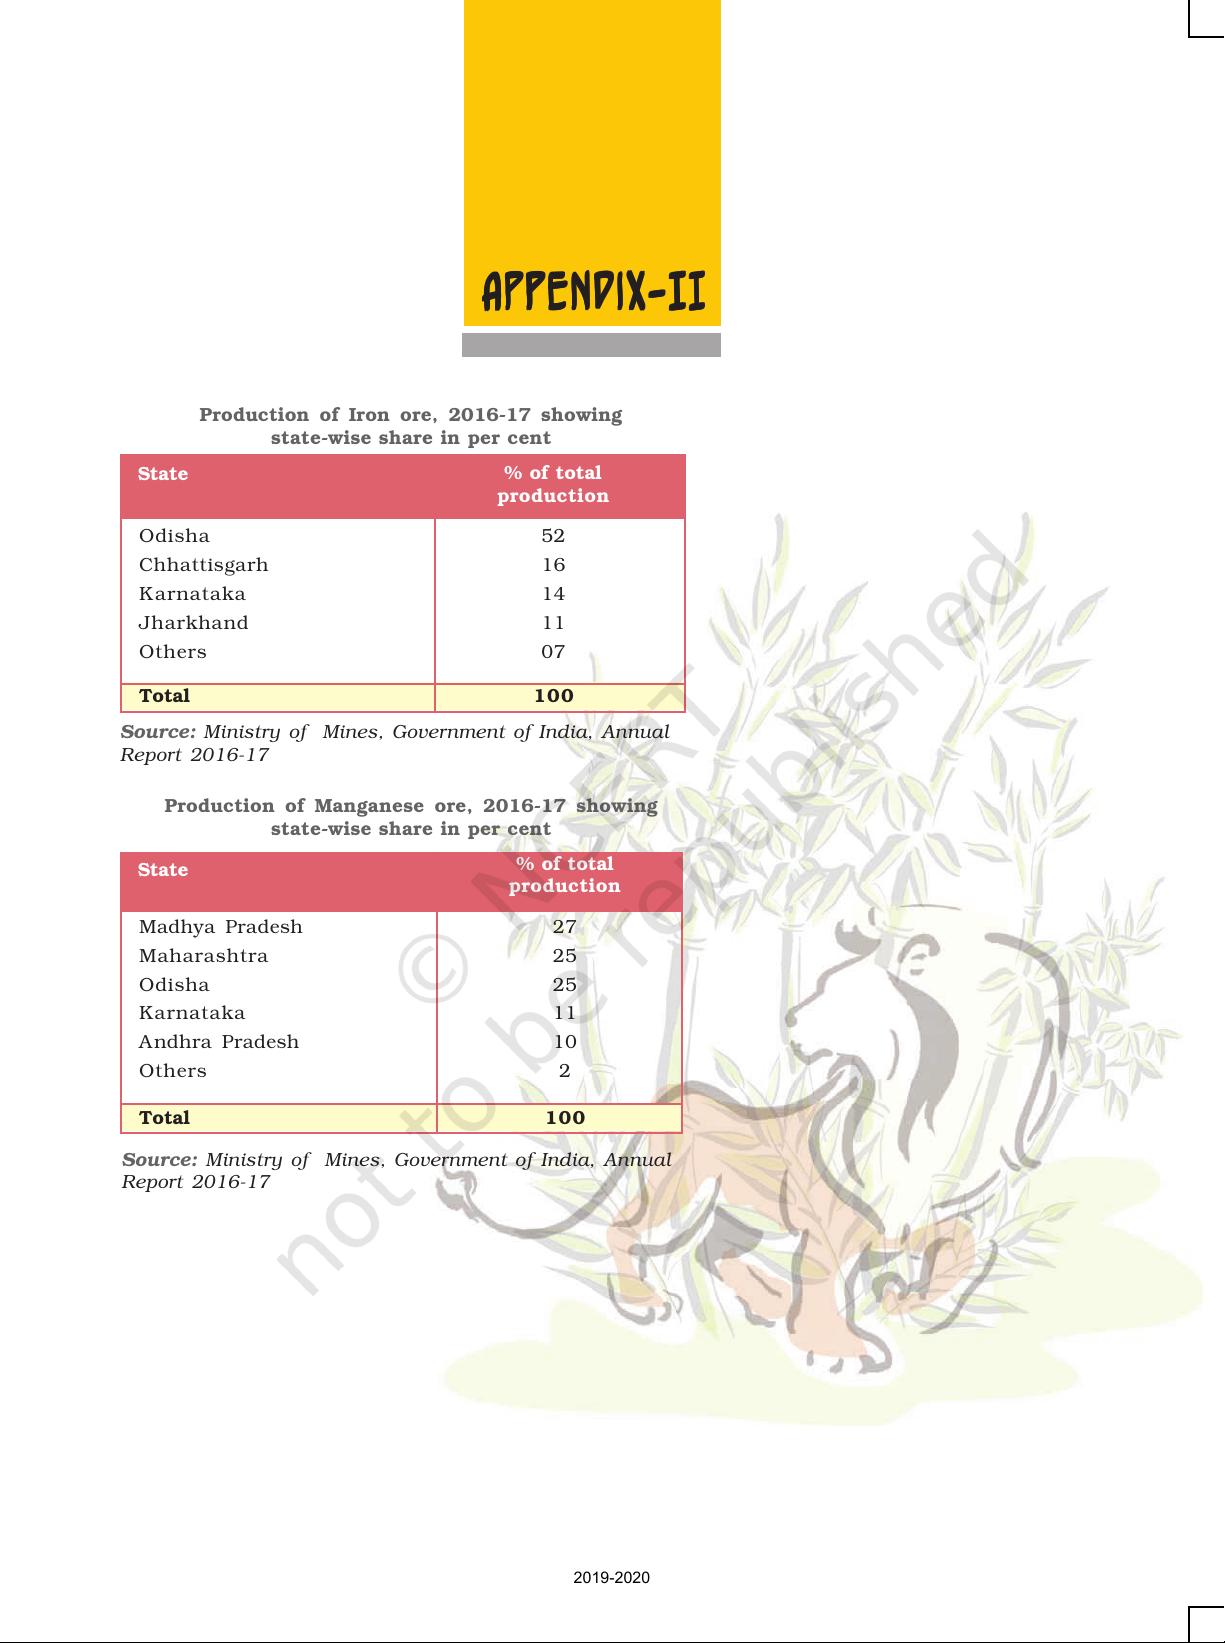 APPENDIX-II
Production of Iron ore, 2016-17 showing
state-wise share in per cent
State % of total
production
Odisha 52
Chhattisgarh 16
Karnataka 14
Jharkhand 11
Others 07
Total 100
Source: Ministry of Mines, Government of India, Annual
Report 2016-17
Production of Manganese ore, 2016-17 showing
state-wise share in per cent
State % of total
production
Madhya Pradesh 27
Maharashtra 25
Odisha 25
Karnataka 11
Andhra Pradesh 10
Others 2
Total 100
Source: Ministry of Mines, Government of India, Annual
Report 2016-17
© NCERT
not to be republished
2019-2020